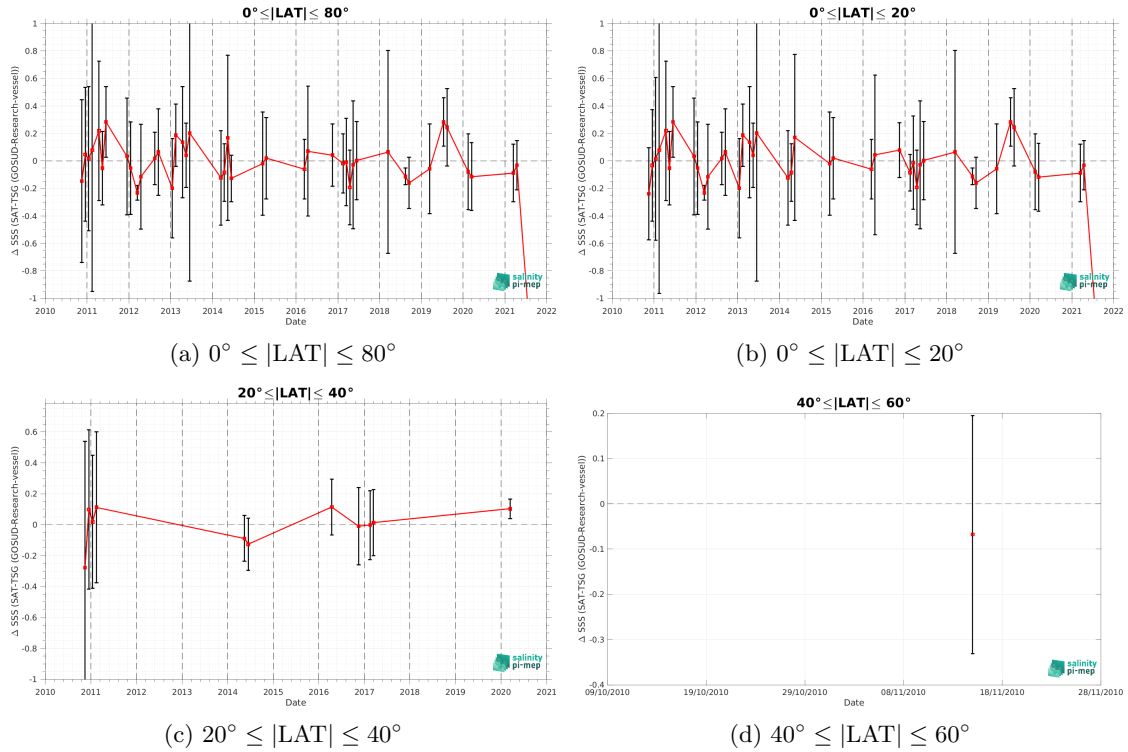 0°≤|LAT|≤ 80°
Δ SSS (SAT-TSG (GOSUD-Research-vessel))
1
0.8
0.6
0.4
0.2
0
-0.2
-0.4
-0.6
-0.8
-1
2010 2011 2012 2013 2014 2015 2016 2017 2018 2019 2020 2021 2022
Date
salinity
pi-mep
(a) 0° ≤ |LAT| ≤ 80°
0°≤|LAT|≤ 20°
Δ SSS (SAT-TSG (GOSUD-Research-vessel))
1
0.8
0.6
0.4
0.2
0
-0.2
-0.4
-0.6
-0.8
-1
2010 2011 2012 2013 2014 2015 2016 2017 2018 2019 2020 2021 2022
Date
salinity
pi-mep
(b) 0° ≤ |LAT| ≤ 20°
20°≤|LAT|≤ 40°
Δ SSS (SAT-TSG (GOSUD-Research-vessel))
0.6
0.4
0.2
0
-0.2
-0.4
-0.6
-0.8
-1
2010 2011 2012 2013 2014 2015 2016 2017 2018 2019 2020 2021
Date
salinity
pi-mep
(c) 20° ≤ |LAT| ≤ 40°
40°≤|LAT|≤ 60°
Δ SSS (SAT-TSG (GOSUD-Research-vessel))
0.2
0.1
0
-0.1
-0.2
-0.3
-0.4
09/10/2010 19/10/2010 29/10/2010 08/11/2010 18/11/2010 28/11/2010
Date
salinity
pi-mep
(d) 40° ≤ |LAT| ≤ 60°